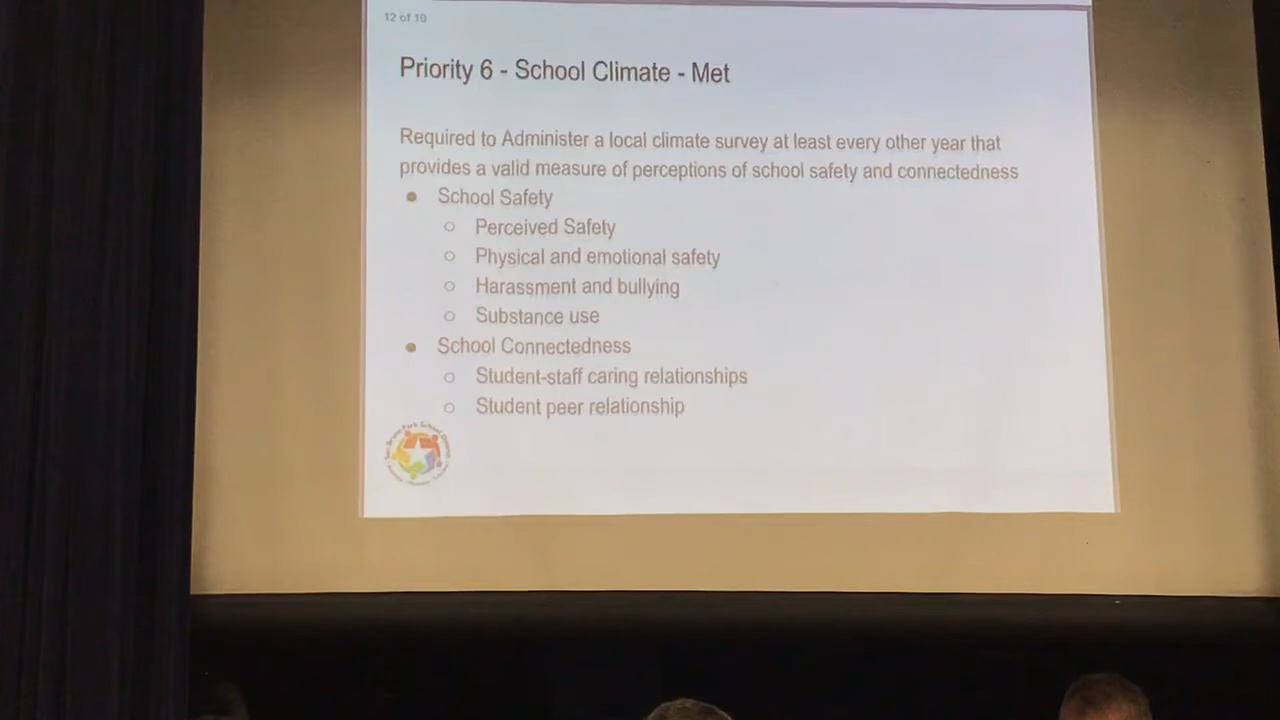 12 of 19
Priority 6 - School Climate - Met
Required to Administer a local climate survey at least every other year that
provides a valid measure of perceptions of school safety and connectedness
School Safety
Perceived Safety
Physical and emotional safety
Harassment and bullying
Substance use
School Connectedness
Student-staff caring relationships
Student peer relationship
Park School